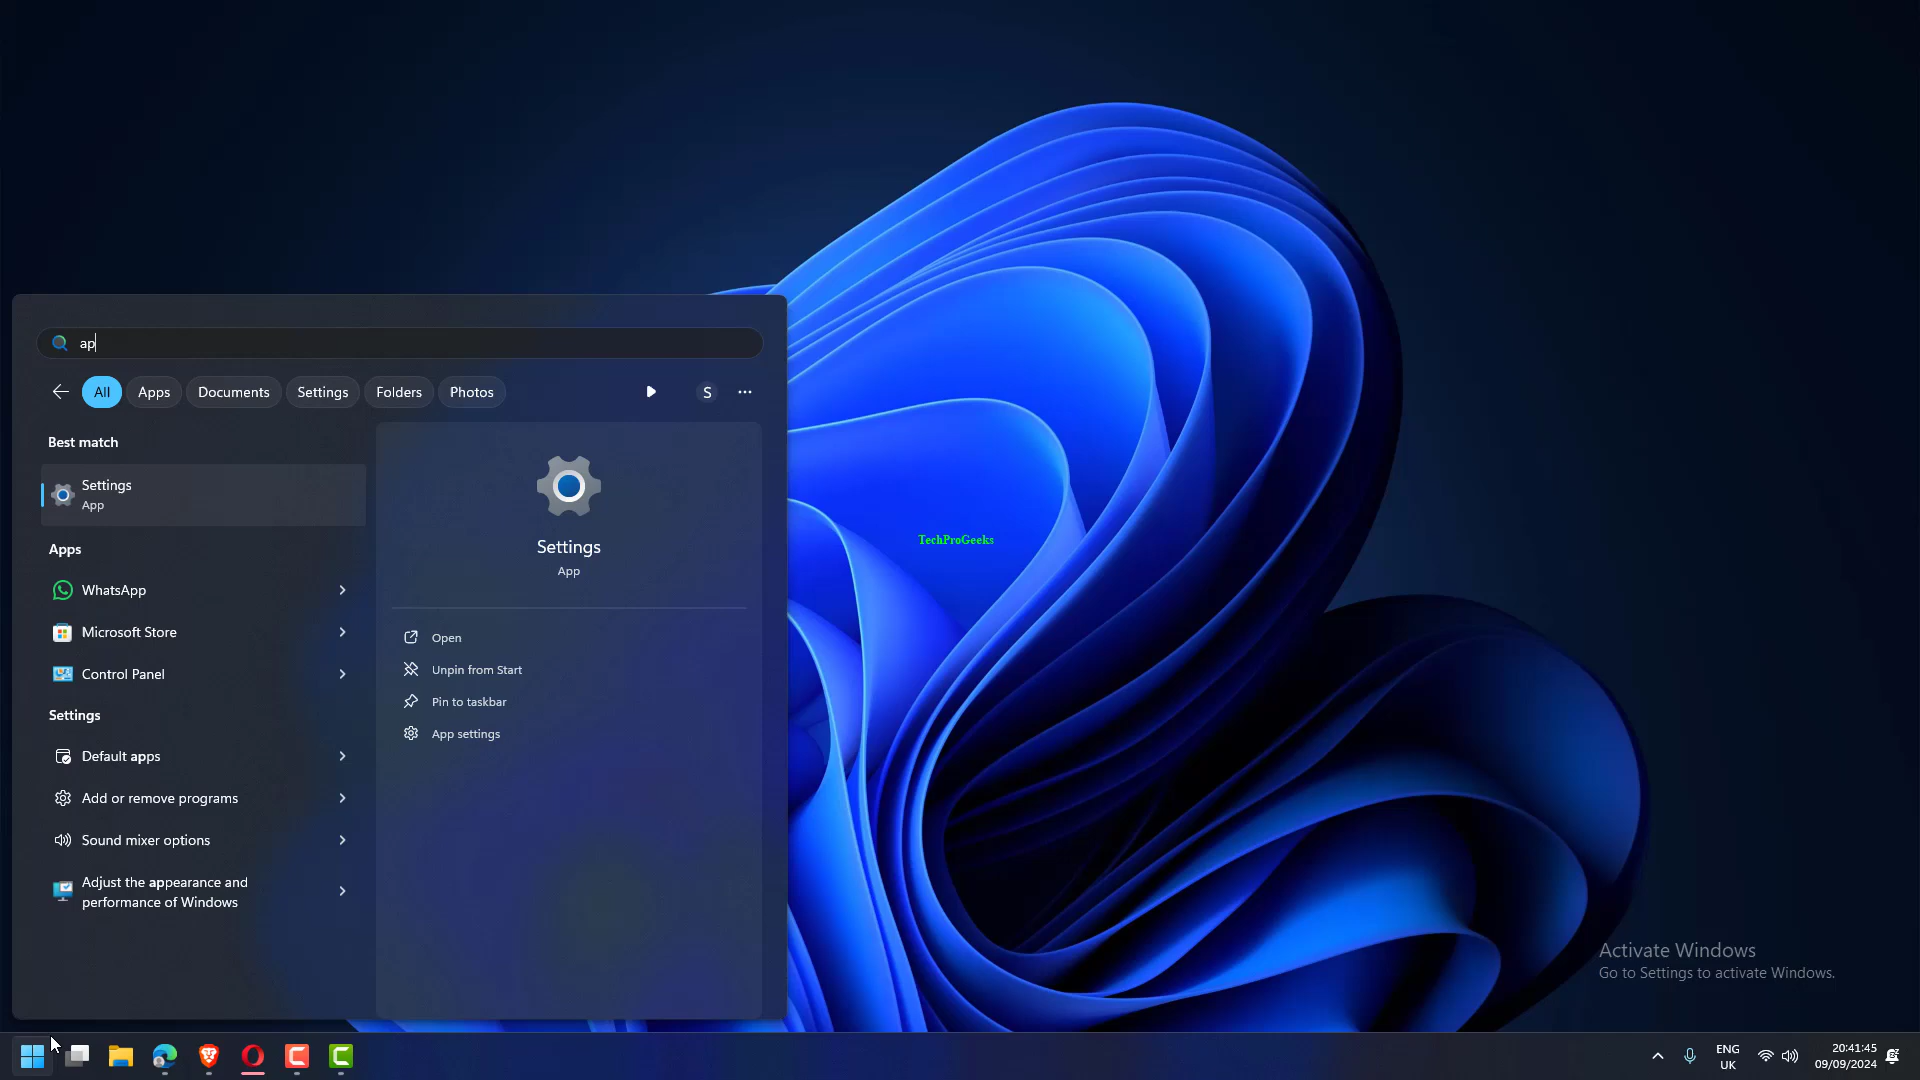 ap
All
Apps
Documents
Settings
Folders
Photos
S
Best match
Settings
App
Apps
WhatsApp
Microsoft Store
Control Panel
Settings
Default apps
Add or remove programs
Sound mixer options
Adjust the appearance and
performance of Windows
Settings
App
Open
Unpin from Start
Pin to taskbar
App settings
TechProGeeks
Activate Windows
Go to Settings to activate Windows.
ENG
UK
20:41:45
09/09/2024